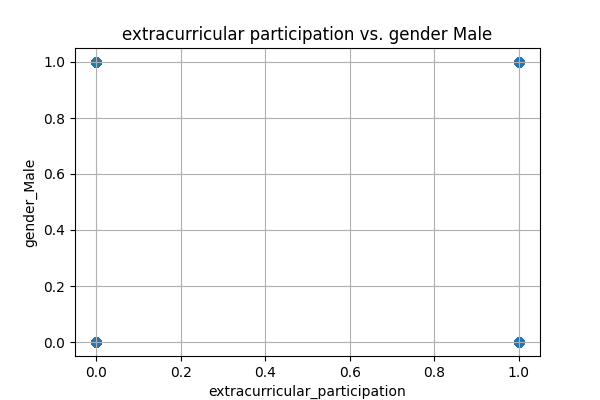 extracurricular participation vs. gender Male
1.0
0.8
0.6
0.4
0.2
0.0
gender_Male
0.0 0.2 0.4 0.6 0.8 1.0
extracurricular_participation